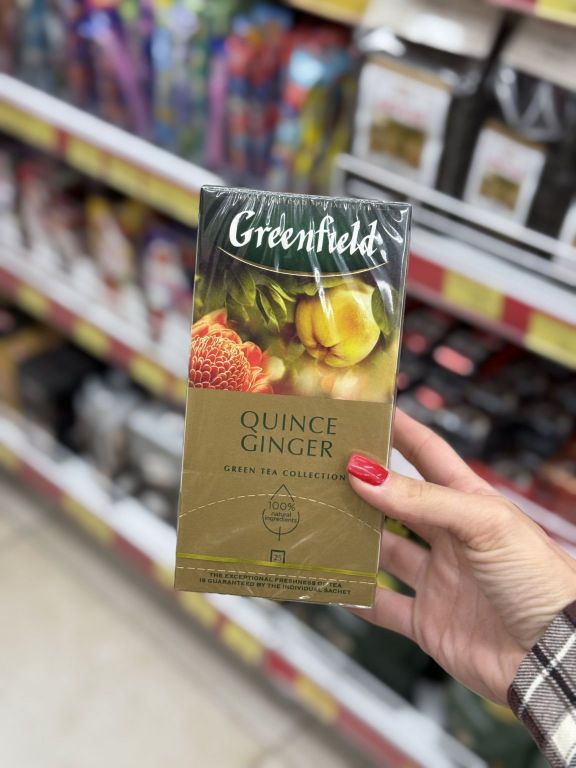 Greenfield
QUINCE
GINGER
GREEN TEA COLLECTION
100%
natural
ingredients
25
THE EXCEPTIONAL FRESHNESS OF TEA
IS GUARANTEED BY THE INDIVIDUAL SACHET